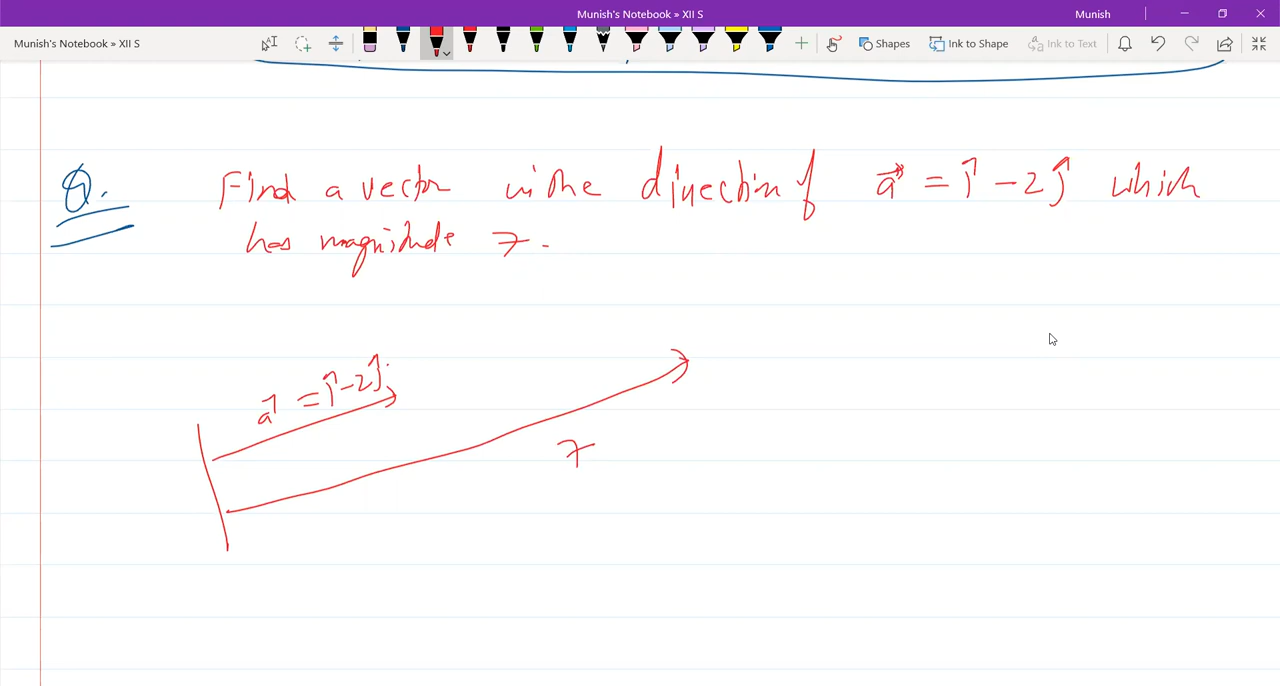 Munish's Notebook » XII S
Munish
Munish's Notebook » XII S
Shapes
Ink to Shape
Ink to Text
Q. Find a vector in the direction of a⃗ = î - 2ĵ which
has magnitude 7.
a⃗ = î - 2ĵ
7